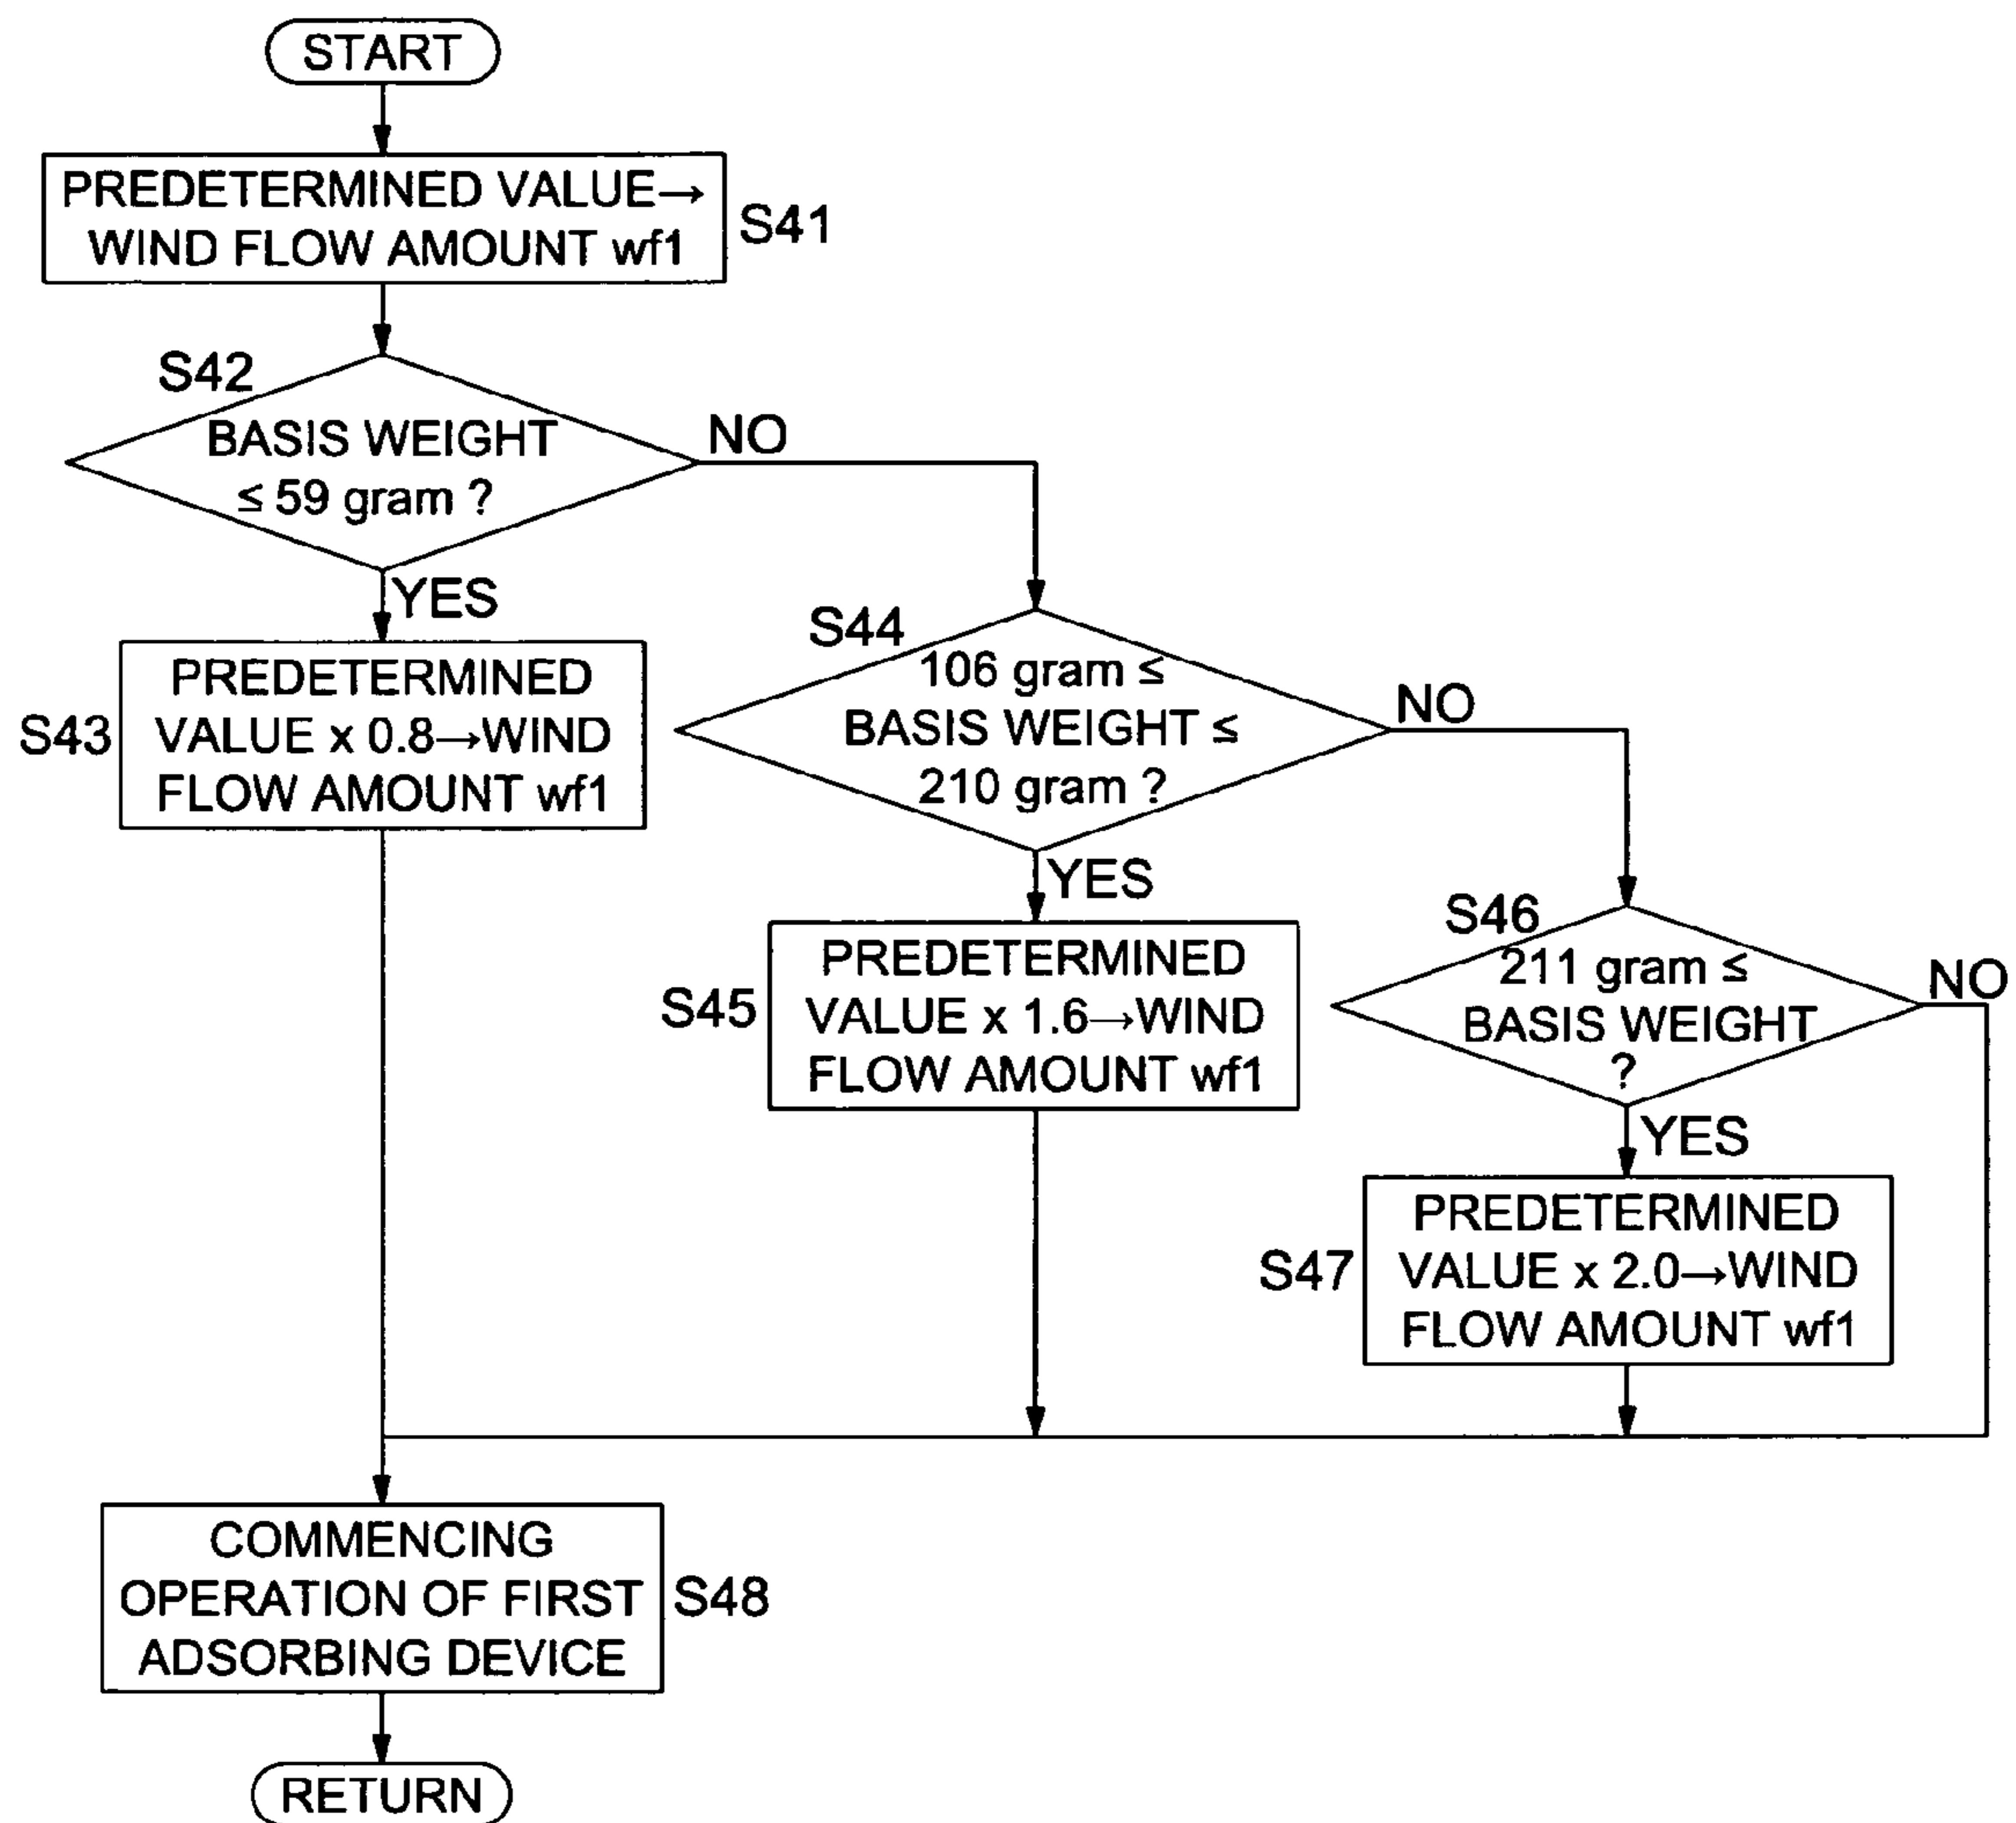 START
PREDETERMINED VALUE→
WIND FLOW AMOUNT wf1
S41
S42
BASIS WEIGHT
≤ 59 gram ?
NO
YES
S43
PREDETERMINED
VALUE x 0.8→WIND
FLOW AMOUNT wf1
S44
106 gram ≤
BASIS WEIGHT ≤
210 gram ?
NO
YES
S45
PREDETERMINED
VALUE x 1.6→WIND
FLOW AMOUNT wf1
S46
211 gram ≤
BASIS WEIGHT
?
NO
YES
S47
PREDETERMINED
VALUE x 2.0→WIND
FLOW AMOUNT wf1
COMMENCING
OPERATION OF FIRST
ADSORBING DEVICE
S48
RETURN